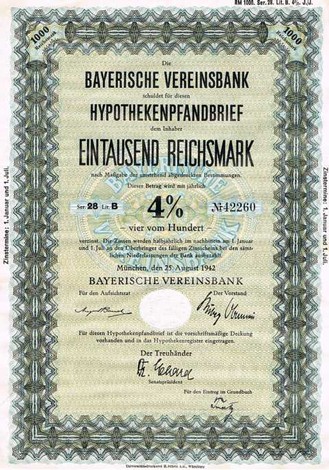 RM 1000, Ser. 28, Lit. B, 4%, J.J.
1000
1000
Die
BAYERISCHE VEREINSBANK
schuldet für diesen
HYPOTHEKENPFANDBRIEF
dem Inhaber
EINTAUSEND REICHSMARK
nach Maßgabe der umstehend abgedruckten Bestimmungen.
Dieser Betrag wird mit jährlich
Ser. 28 Lit. B 4% № 42260
vier vom Hundert
verzinst. Die Zinsen werden halbjährlich im nachhinein am 1. Januar
und 1. Juli an den Überbringer des fälligen Zinsscheins bei den sämt-
lichen Niederlassungen der Bank ausbezahlt.
München, den 25. August 1942
BAYERISCHE VEREINSBANK
Für den Aufsichtsrat Der Vorstand
Für diesen Hypothekenpfandbrief ist die vorschriftsmäßige Deckung
vorhanden und in das Hypothekenregister eingetragen.
Der Treuhänder
Senatspräsident
Für den Eintrag im Grundbuch
Zinstermine: 1. Januar und 1. Juli.
Zinstermine: 1. Januar und 1. Juli.